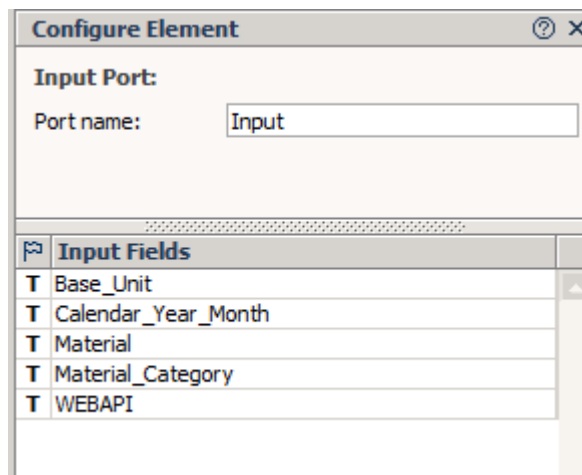 Configure Element
Input Port:
Port name: Input
Input Fields
T Base_Unit
T Calendar_Year_Month
T Material
T Material_Category
T WEBAPI